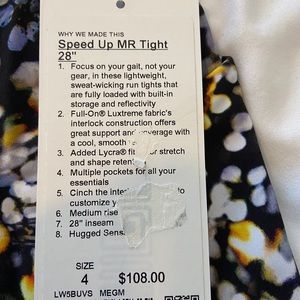 WHY WE MADE THIS
Speed Up MR Tight
28"
1. Focus on your gait, not your
gear, in these lightweight,
sweat-wicking run tights that
are fully loaded with built-in
storage and reflectivity
2. Full-On® Luxtreme fabric's
interlock construction offers
great support and coverage with
a cool, smooth
3. Added Lycra® for stretch
and shape
4. Multiple pockets for all your
essentials
5. Cinch the
customize
6. Medium rise
7. 28" inseam
8. Hugged
SIZE
4 $108.00
LW5BUVS MEGM